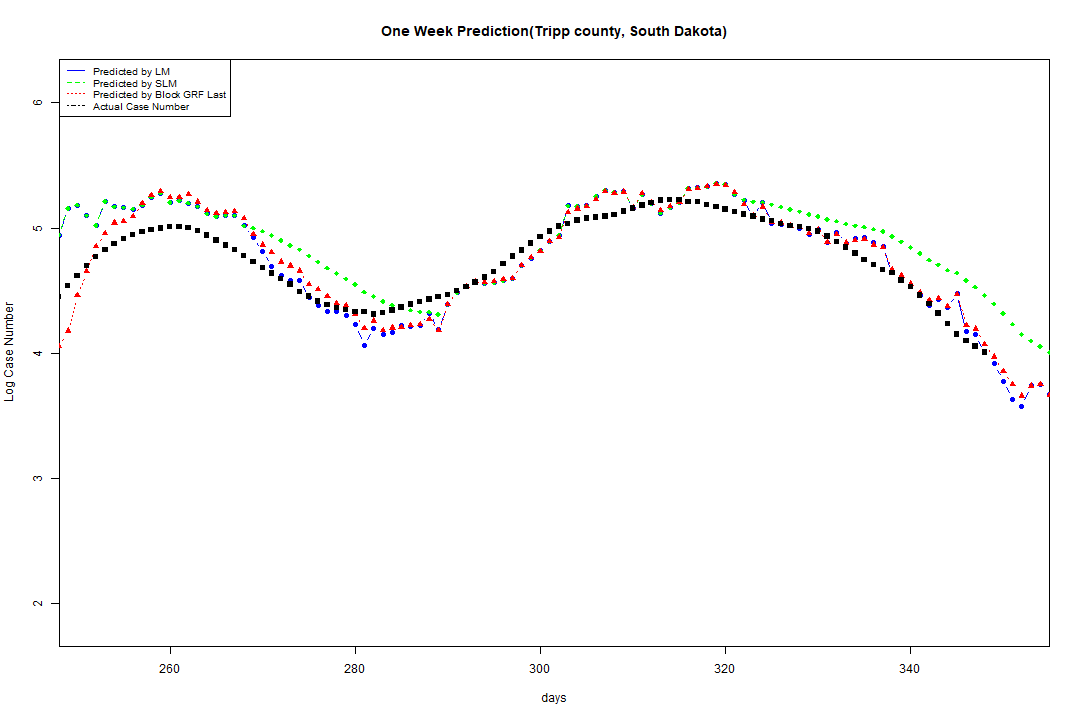 One Week Prediction(Tripp county, South Dakota)
Predicted by LM
Predicted by SLM
Predicted by Block GRF Last
Actual Case Number
6
5
4
3
2
Log Case Number
260 280 300 320 340
days